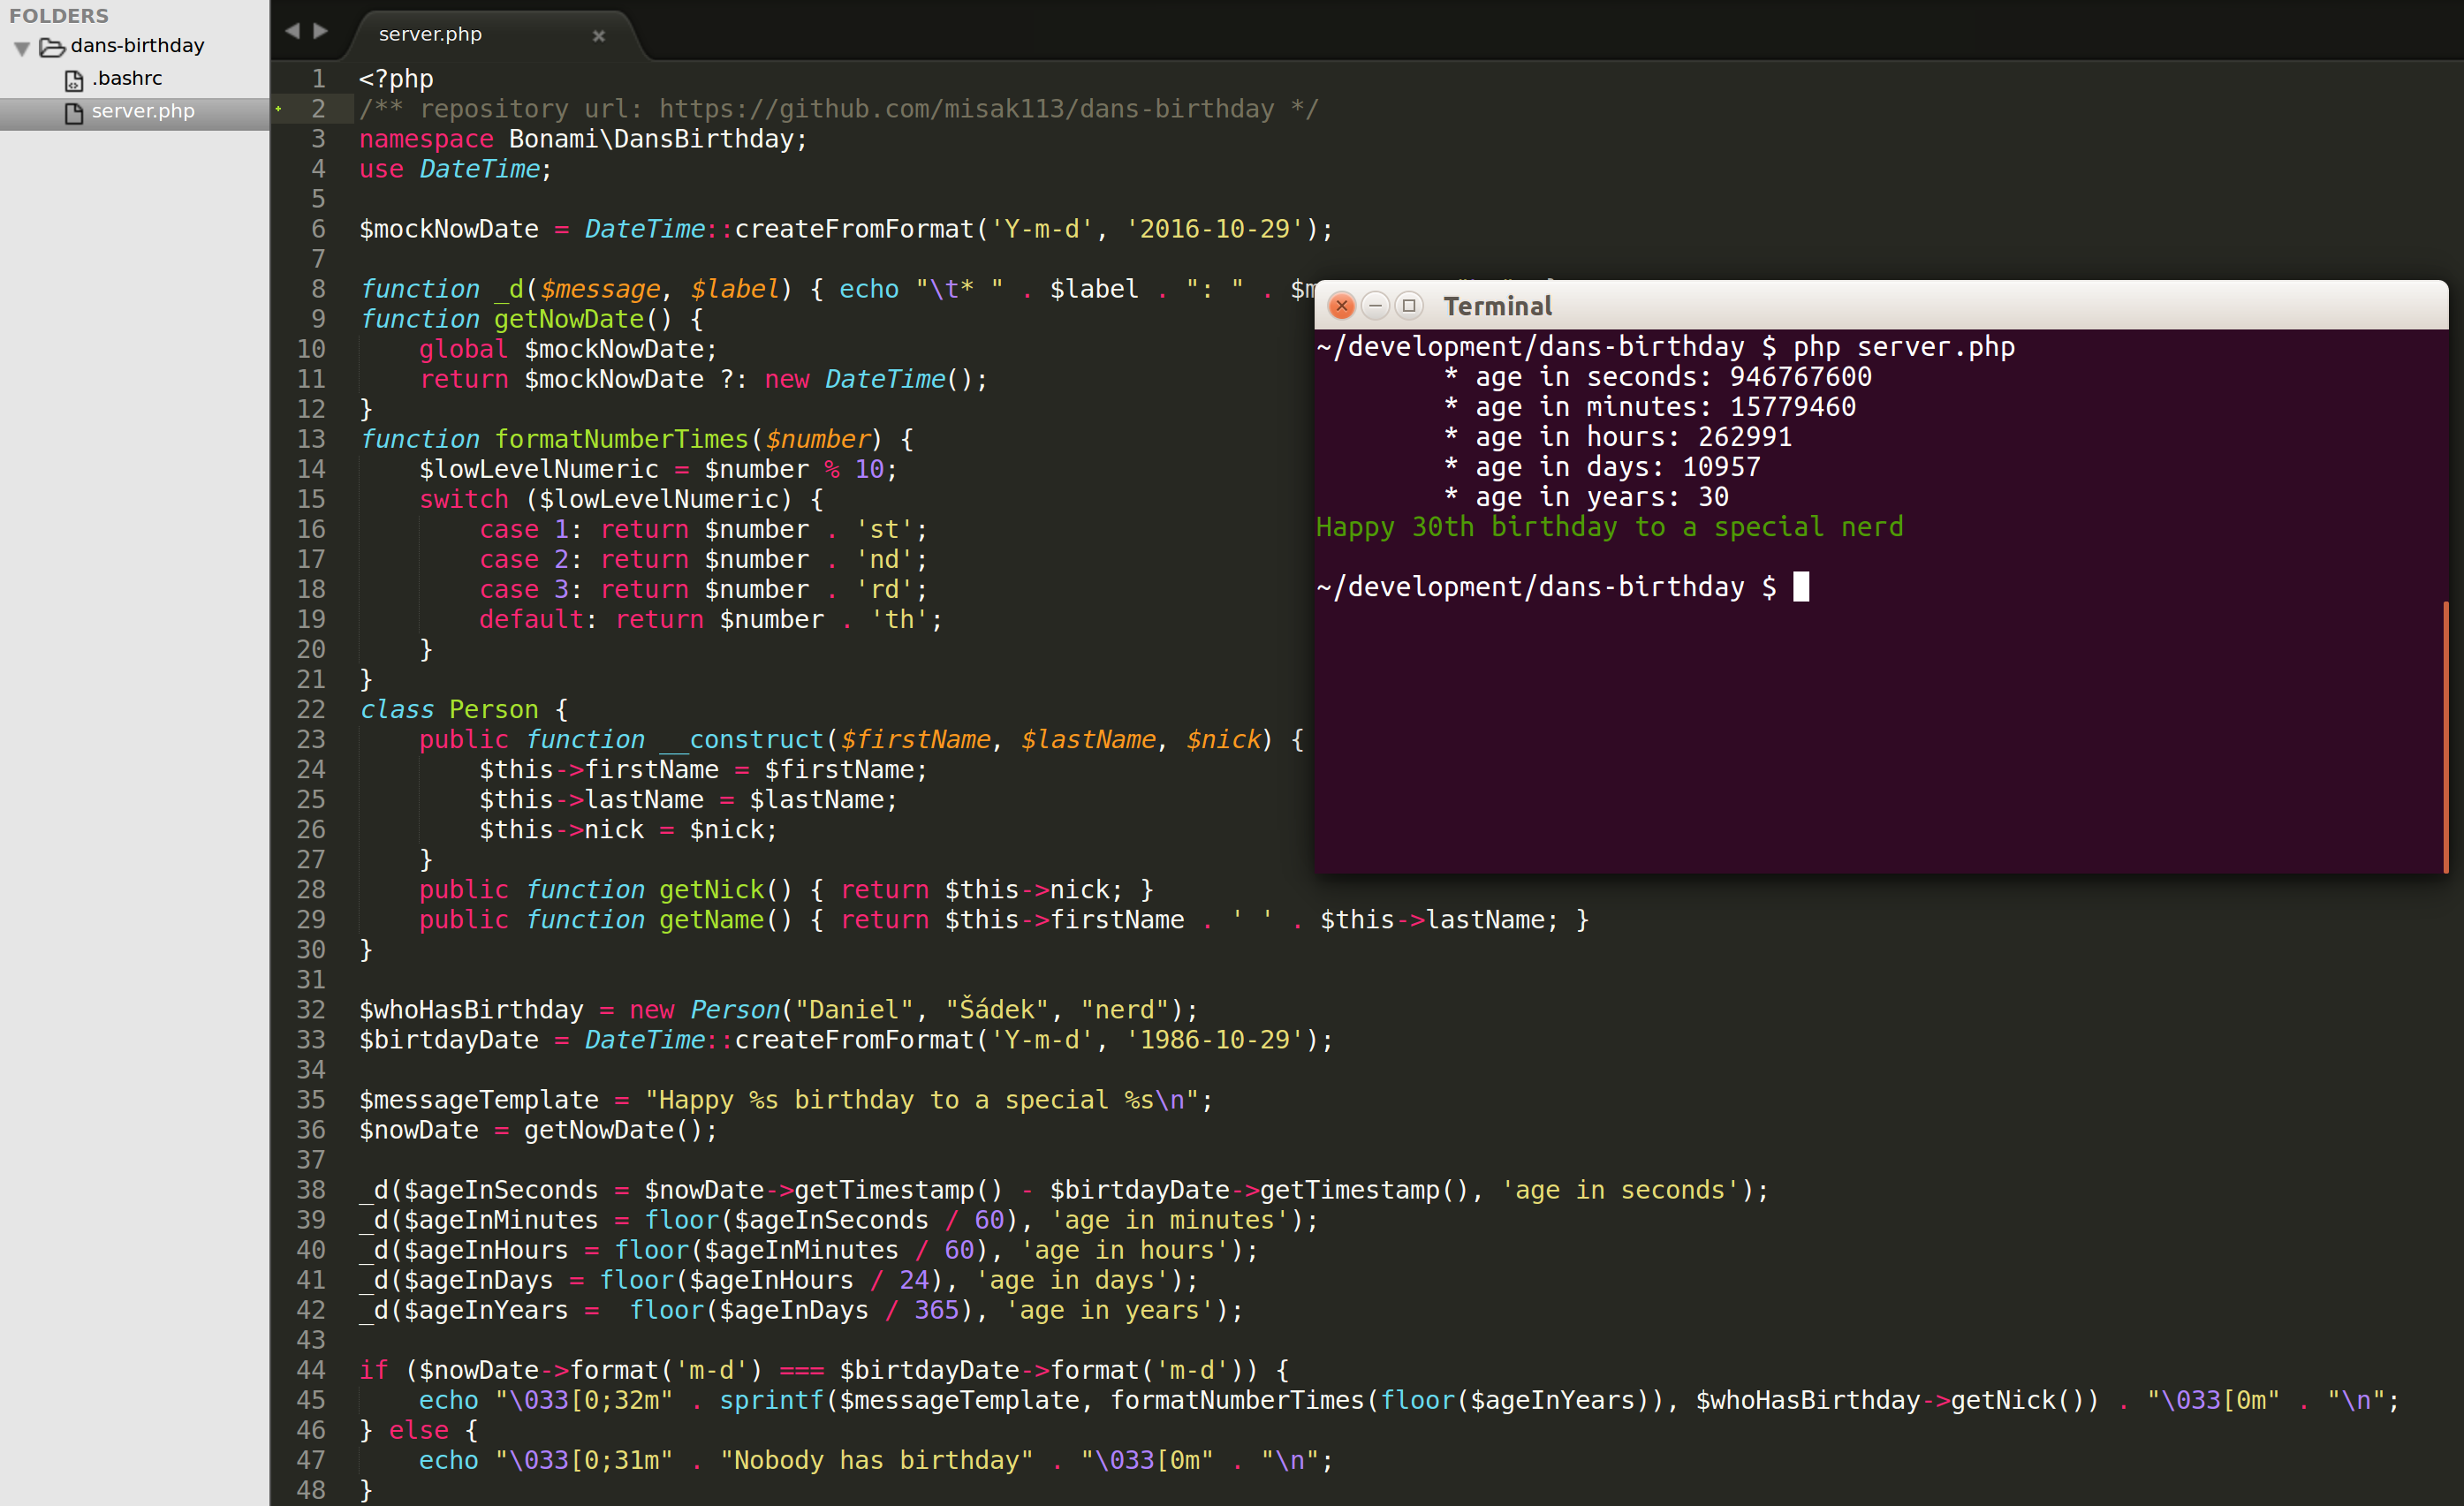 FOLDERS
dans-birthday
.bashrc
server.php
server.php
1 <?php
2 /** repository url: https://github.com/misak113/dans-birthday */
3 namespace Bonami\DansBirthday;
4 use DateTime;
5
6 $mockNowDate = DateTime::createFromFormat('Y-m-d', '2016-10-29');
7
8 function _d($message, $label) { echo "\t* " . $label . ": " .
9 function getNowDate() {
10     global $mockNowDate;
11     return $mockNowDate ?: new DateTime();
12 }
13 function formatNumberTimes($number) {
14     $lowLevelNumeric = $number % 10;
15     switch ($lowLevelNumeric) {
16         case 1: return $number . 'st';
17         case 2: return $number . 'nd';
18         case 3: return $number . 'rd';
19         default: return $number . 'th';
20     }
21 }
22 class Person {
23     public function __construct($firstName, $lastName, $nick) {
24         $this->firstName = $firstName;
25         $this->lastName = $lastName;
26         $this->nick = $nick;
27     }
28     public function getNick() { return $this->nick; }
29     public function getName() { return $this->firstName . ' ' . $this->lastName; }
30 }
31
32 $whoHasBirthday = new Person("Daniel", "Šádek", "nerd");
33 $birtdayDate = DateTime::createFromFormat('Y-m-d', '1986-10-29');
34
35 $messageTemplate = "Happy %s birthday to a special %s\n";
36 $nowDate = getNowDate();
37
38 _d($ageInSeconds = $nowDate->getTimestamp() - $birtdayDate->getTimestamp(), 'age in seconds');
39 _d($ageInMinutes = floor($ageInSeconds / 60), 'age in minutes');
40 _d($ageInHours = floor($ageInMinutes / 60), 'age in hours');
41 _d($ageInDays = floor($ageInHours / 24), 'age in days');
42 _d($ageInYears =  floor($ageInDays / 365), 'age in years');
43
44 if ($nowDate->format('m-d') === $birtdayDate->format('m-d')) {
45     echo "\033[0;32m" . sprintf($messageTemplate, formatNumberTimes(floor($ageInYears)), $whoHasBirthday->getNick()) . "\033[0m" . "\n";
46 } else {
47     echo "\033[0;31m" . "Nobody has birthday" . "\033[0m" . "\n";
48 }
Terminal
~/development/dans-birthday $ php server.php
* age in seconds: 946767600
* age in minutes: 15779460
* age in hours: 262991
* age in days: 10957
* age in years: 30
Happy 30th birthday to a special nerd
~/development/dans-birthday $